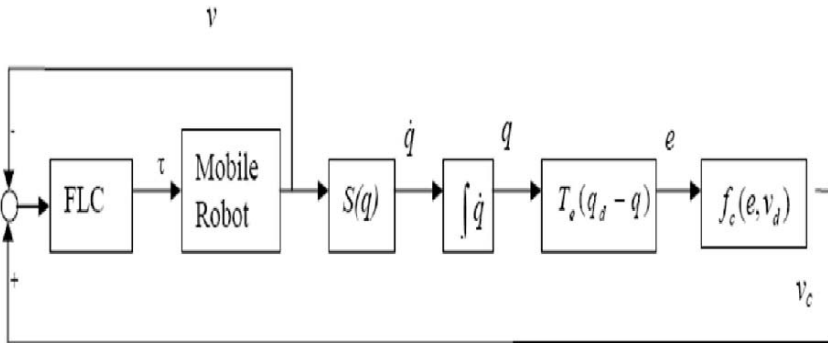 v
-
q̇
q
e
τ
FLC
Mobile
Robot
S(q)
∫q̇
Tₑ(q_d − q)
f_c(e, v_d)
+
v_c